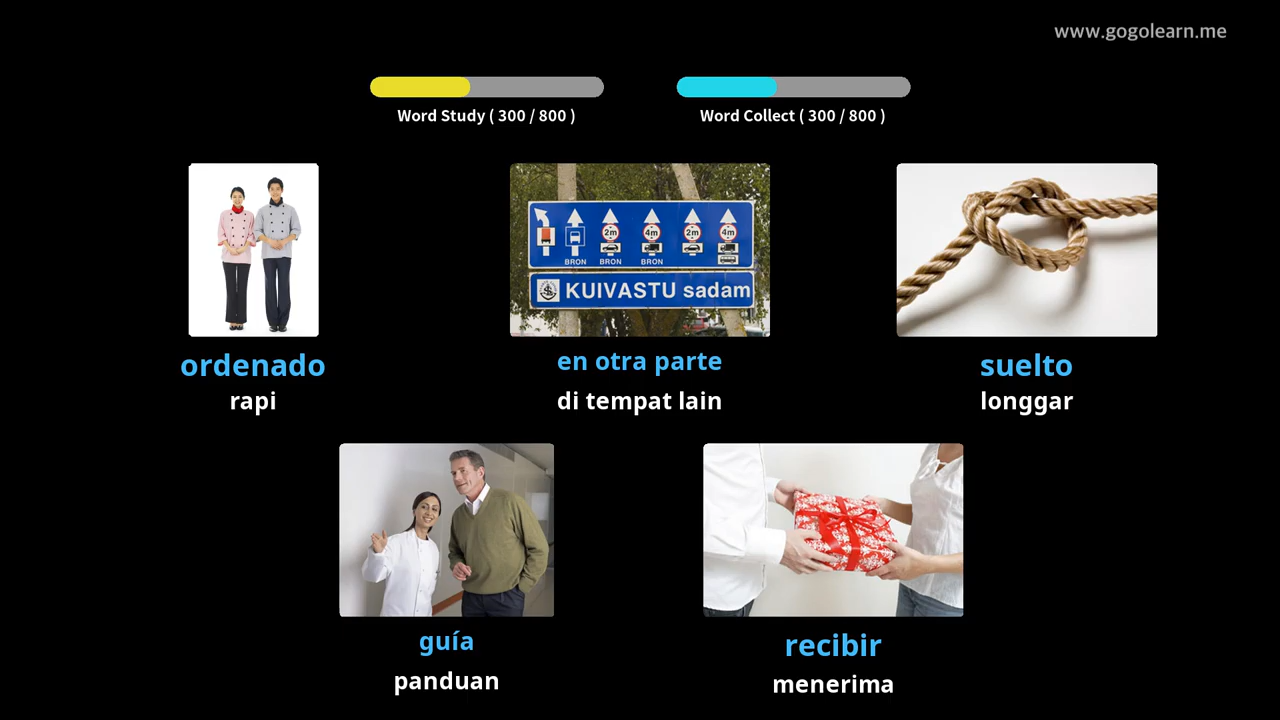 www.gogolearn.me
Word Study ( 300 / 800 )
Word Collect ( 300 / 800 )
2m
4m
2m
4m
BRON
BRON
BRON
KUIVASTU sadam
ordenado
rapi
en otra parte
di tempat lain
suelto
longgar
guía
panduan
recibir
menerima